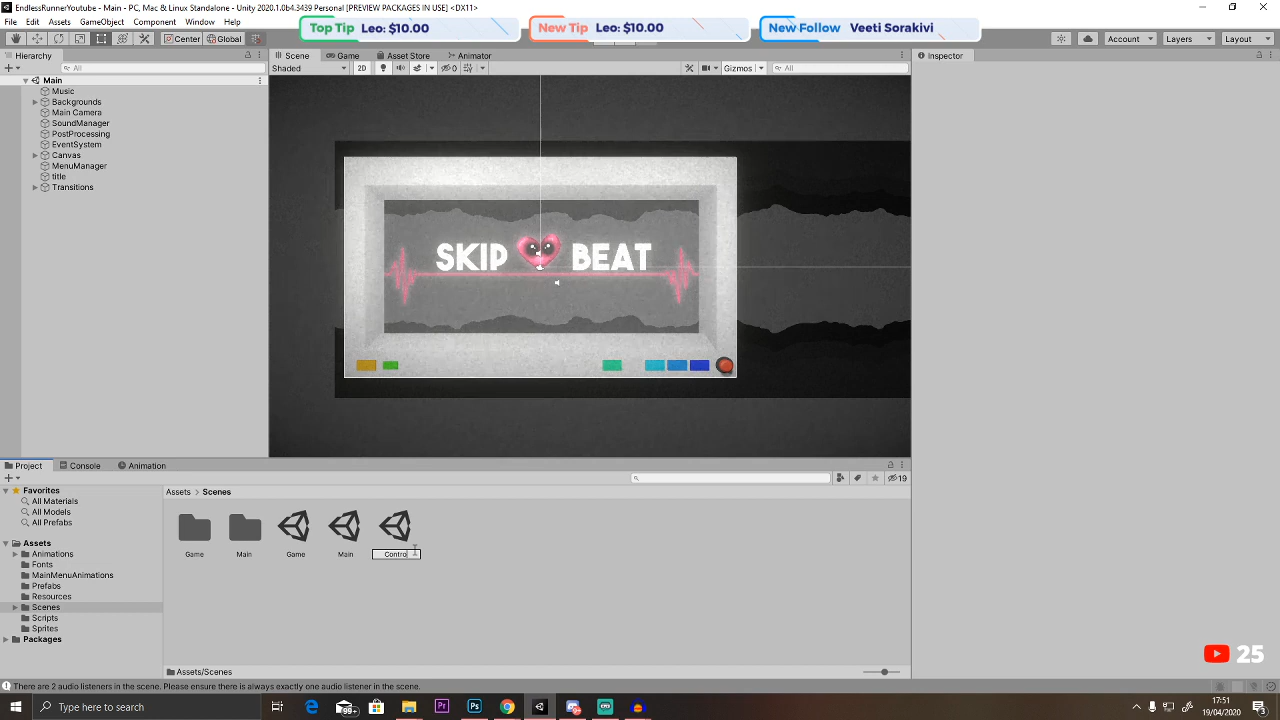 EndlessRunnerYoutube - Main - PC, Mac & Linux Standalone - Unity 2020.1.0b4.3439 Personal [PREVIEW PACKAGES IN USE] <DX11>
File Edit Assets
Top Tip Leo: $10.00 New Tip Leo: $10.00 New Follow Veeti Sorakivi
Center Global Account Layers Layout
Hierarchy Scene Game Asset Store Animator Inspector
All Shaded 2D 0 Gizmos All
Main
Music
Backgrounds
Main Camera
SoundManager
PostProcessing
EventSystem
Canvas
MenuManager
title
Transitions
SKIP BEAT
Project Console Animation
19
Favorites
All Materials
All Models
All Prefabs
Assets > Scenes
Assets
Animations
Fonts
MainMenuAnimations
Prefabs
Resources
Scenes
Scripts
Sprites
Packages
Game Main Game Main Contro
Assets/Scenes
25
There are 2 audio listeners in the scene. Please ensure there is always exactly one audio listener in the scene.
Type here to search
99+
17:51
19/04/2020